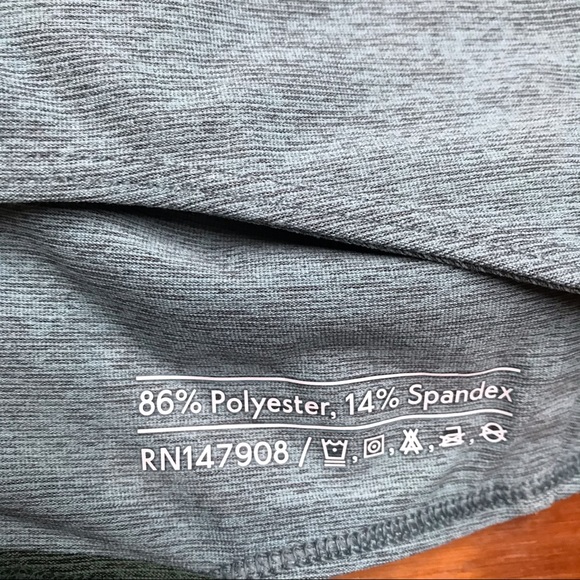 86% Polyester, 14% Spandex
RN147908 /